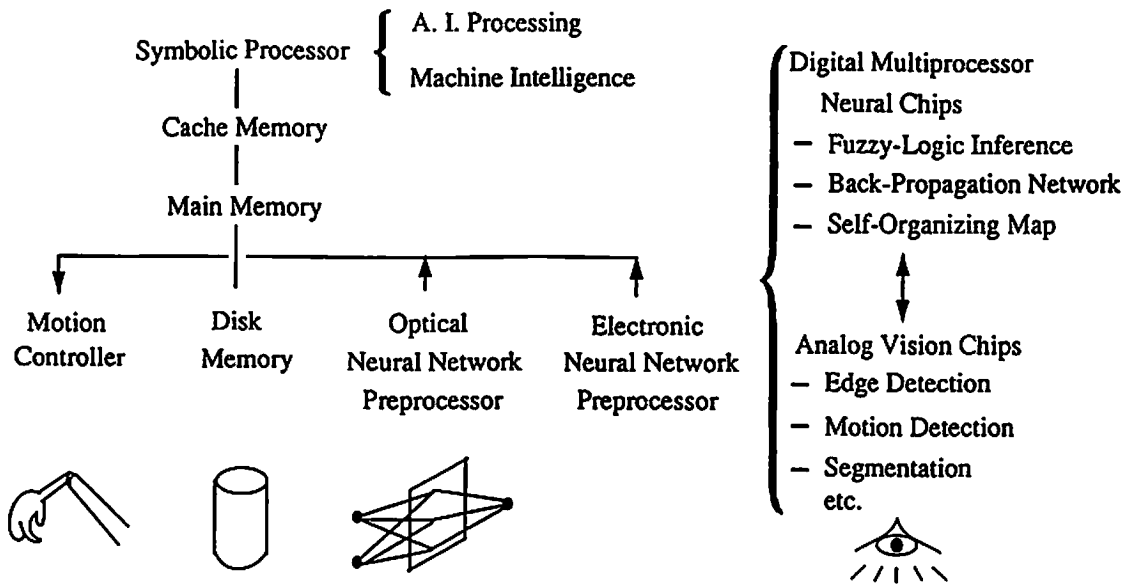 Symbolic Processor
A. I. Processing
Machine Intelligence
Cache Memory
Main Memory
Motion
Controller
Disk
Memory
Optical
Neural Network
Preprocessor
Electronic
Neural Network
Preprocessor
Digital Multiprocessor
Neural Chips
– Fuzzy-Logic Inference
– Back-Propagation Network
– Self-Organizing Map
Analog Vision Chips
– Edge Detection
– Motion Detection
– Segmentation
etc.